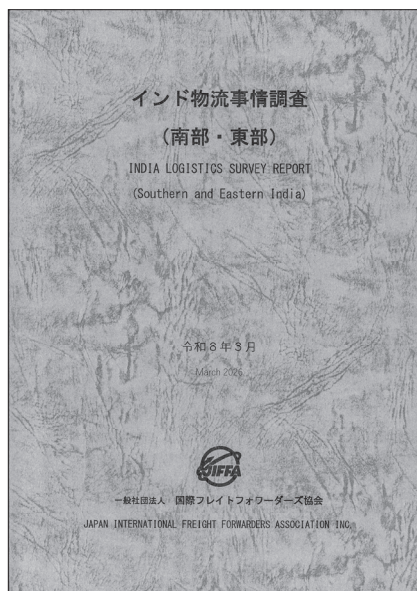 インド物流事情調査
（南部・東部）
INDIA LOGISTICS SURVEY REPORT
(Southern and Eastern India)
令和８年３月
March 2026
JIFFA
一般社団法人 国際フレイトフォワーダーズ協会
JAPAN INTERNATIONAL FREIGHT FORWARDERS ASSOCIATION INC.